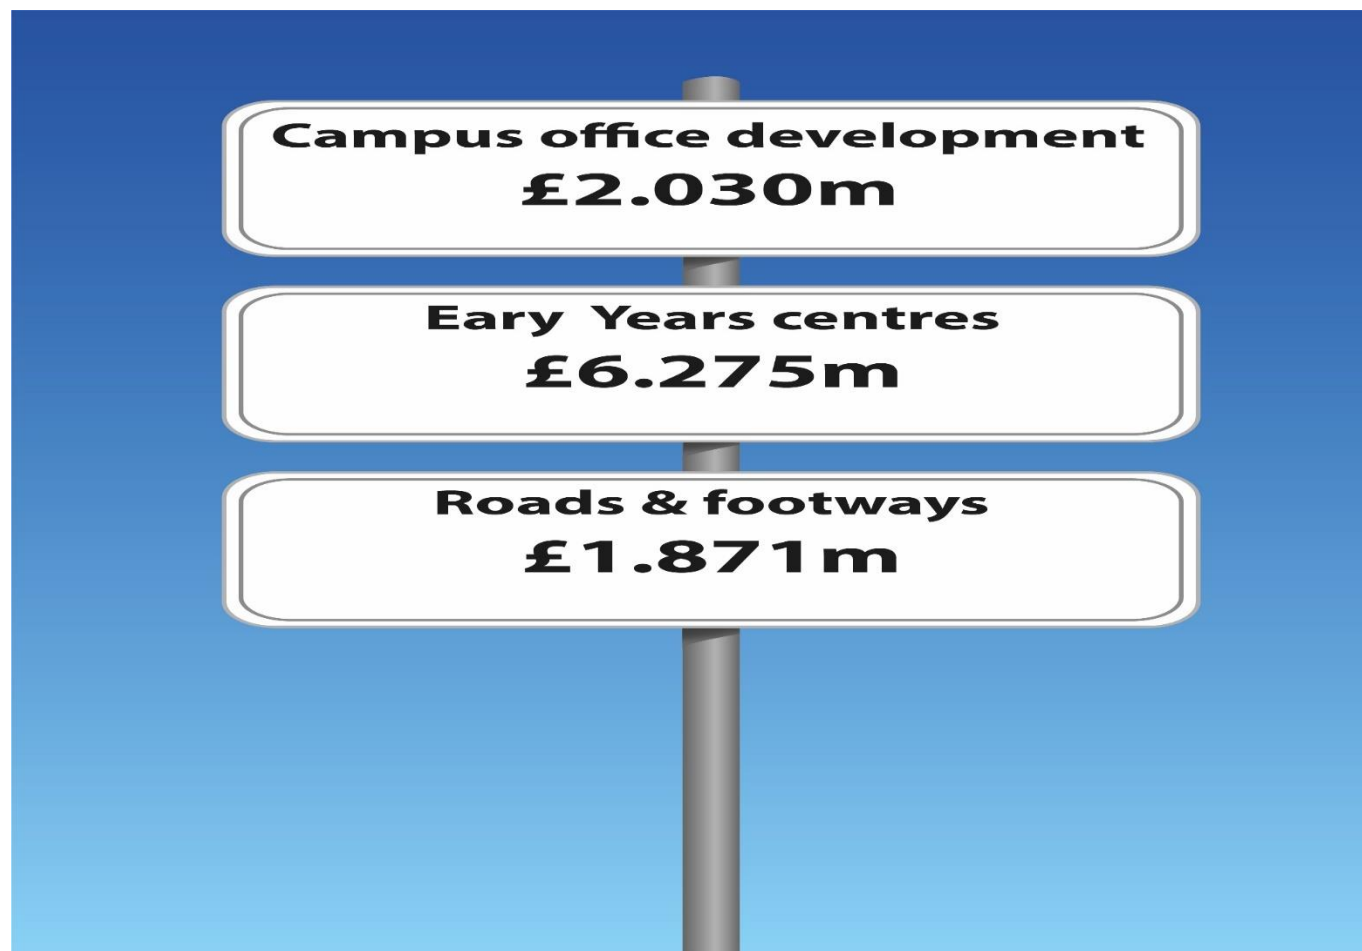 Campus office development
£2.030m
Eary Years centres
£6.275m
Roads & footways
£1.871m